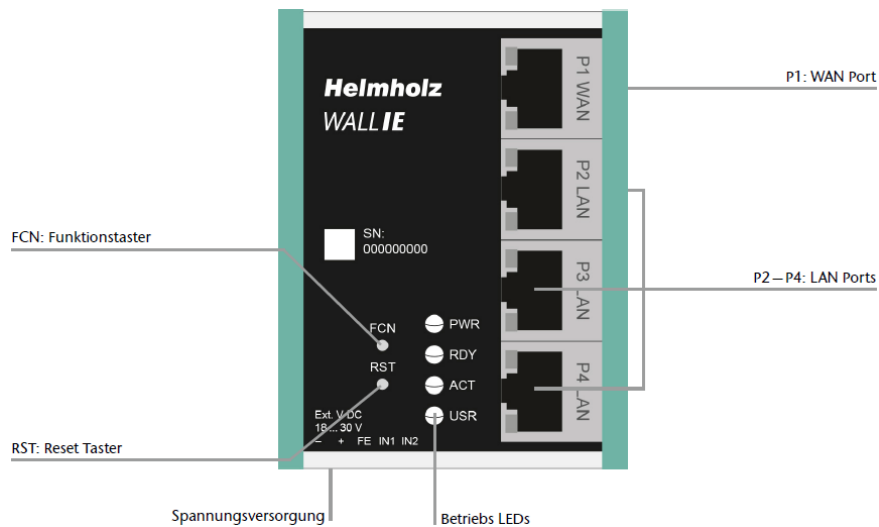 Helmholz
WALLIE
SN:
000000000
FCN
RST
PWR
RDY
ACT
USR
Ext. V DC
18 ... 30 V
– + FE IN1 IN2
P1 WAN
P2 LAN
P3 LAN
P4 LAN
P1: WAN Port
FCN: Funktionstaster
P2–P4: LAN Ports
RST: Reset Taster
Spannungsversorgung
Betriebs LEDs